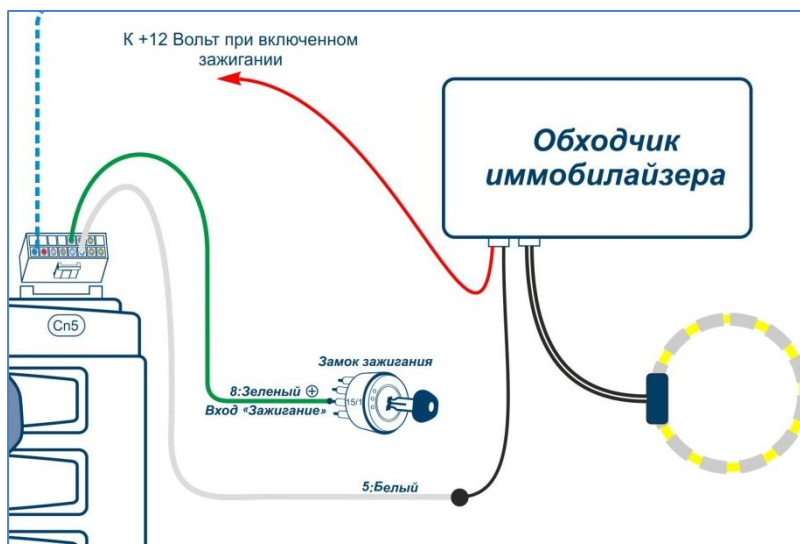 К +12 Вольт при включенном
зажигании
Обходчик
иммобилайзера
Сп5
Замок зажигания
8:Зеленый ⊕
Вход «Зажигание»
15/1
5:Белый